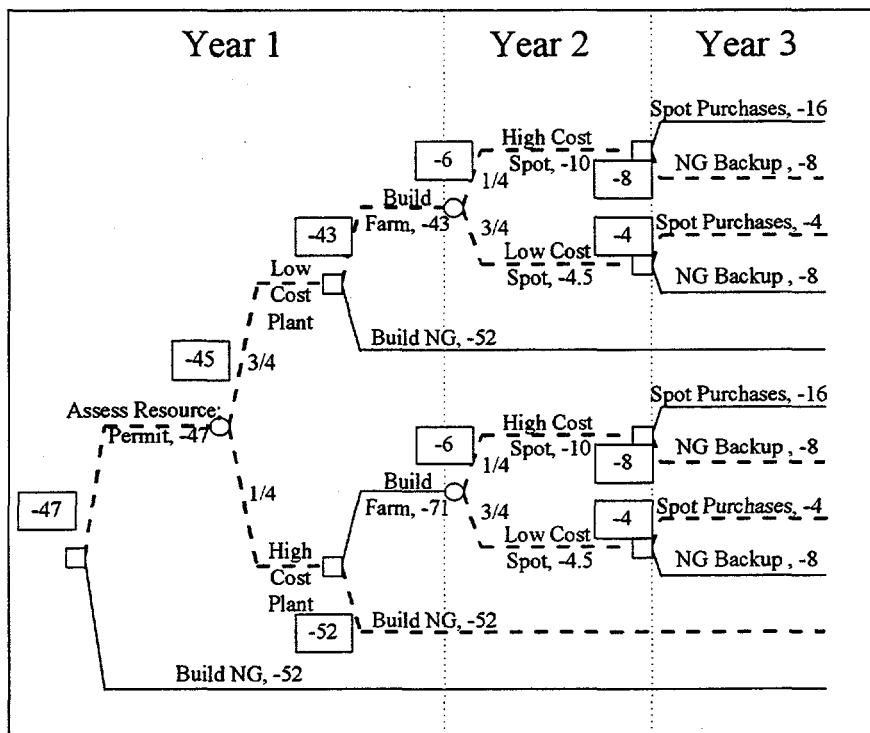 Year 1 Year 2 Year 3
Spot Purchases, -16
High Cost
-6
Spot, -10
NG Backup , -8
1/4
-8
Build
Farm, -43
3/4
-4
Spot Purchases, -4
-43
Low Cost
Spot, -4.5
NG Backup , -8
Low
Cost
Plant
Build NG, -52
-45
3/4
Assess Resource;
Permit, -47
Spot Purchases, -16
High Cost
-6
Spot, -10
NG Backup , -8
1/4
-8
1/4
Build
Farm, -71
3/4
-4
Spot Purchases, -4
-47
Low Cost
Spot, -4.5
NG Backup , -8
High
Cost
Plant
-52
Build NG, -52
Build NG, -52